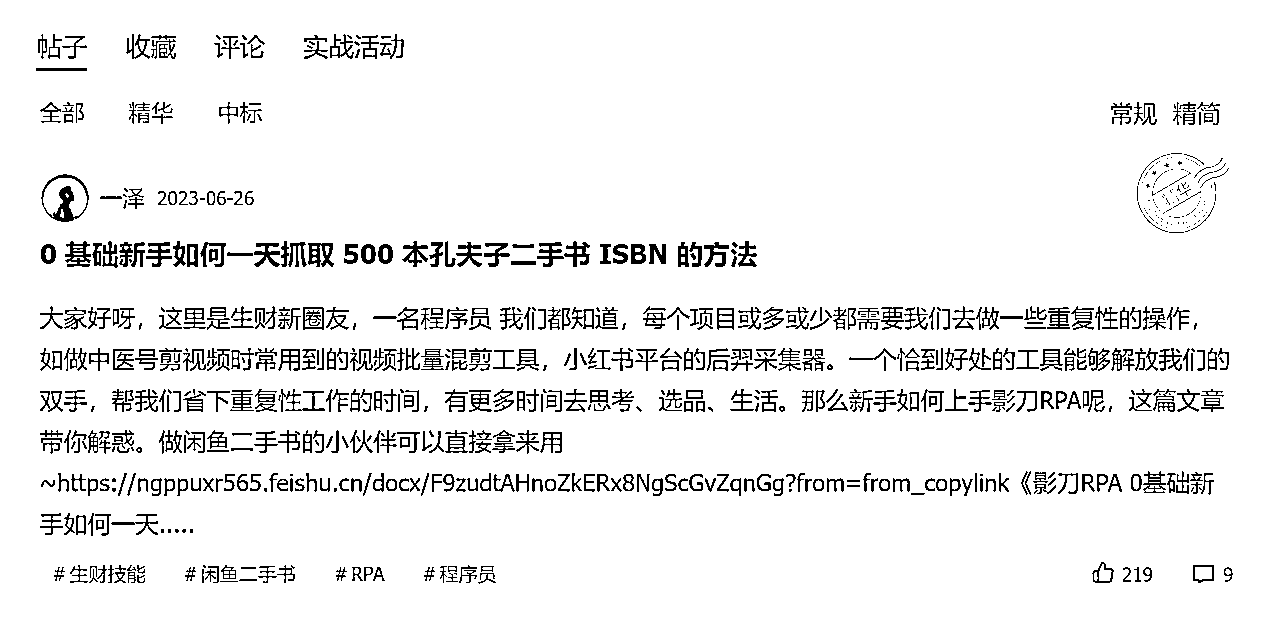 帖子 收藏 评论 实战活动
全部 精华 中标 常规 精简
一泽 2023-06-26
0 基础新手如何一天抓取 500 本孔夫子二手书 ISBN 的方法
大家好呀，这里是生财新圈友，一名程序员 我们都知道，每个项目或多或少都需要我们去做一些重复性的操作，
如做中医号剪视频时常用到的视频批量混剪工具，小红书平台的后羿采集器。一个恰到好处的工具能够解放我们的
双手，帮我们省下重复性工作的时间，有更多时间去思考、选品、生活。那么新手如何上手影刀RPA呢，这篇文章
带你解惑。做闲鱼二手书的小伙伴可以直接拿来用
~https://ngppuxr565.feishu.cn/docx/F9zudtAHnoZkERx8NgScGvZqnGg?from=from_copylink《影刀RPA 0基础新
手如何一天.....
# 生财技能 # 闲鱼二手书 # RPA # 程序员 219 9